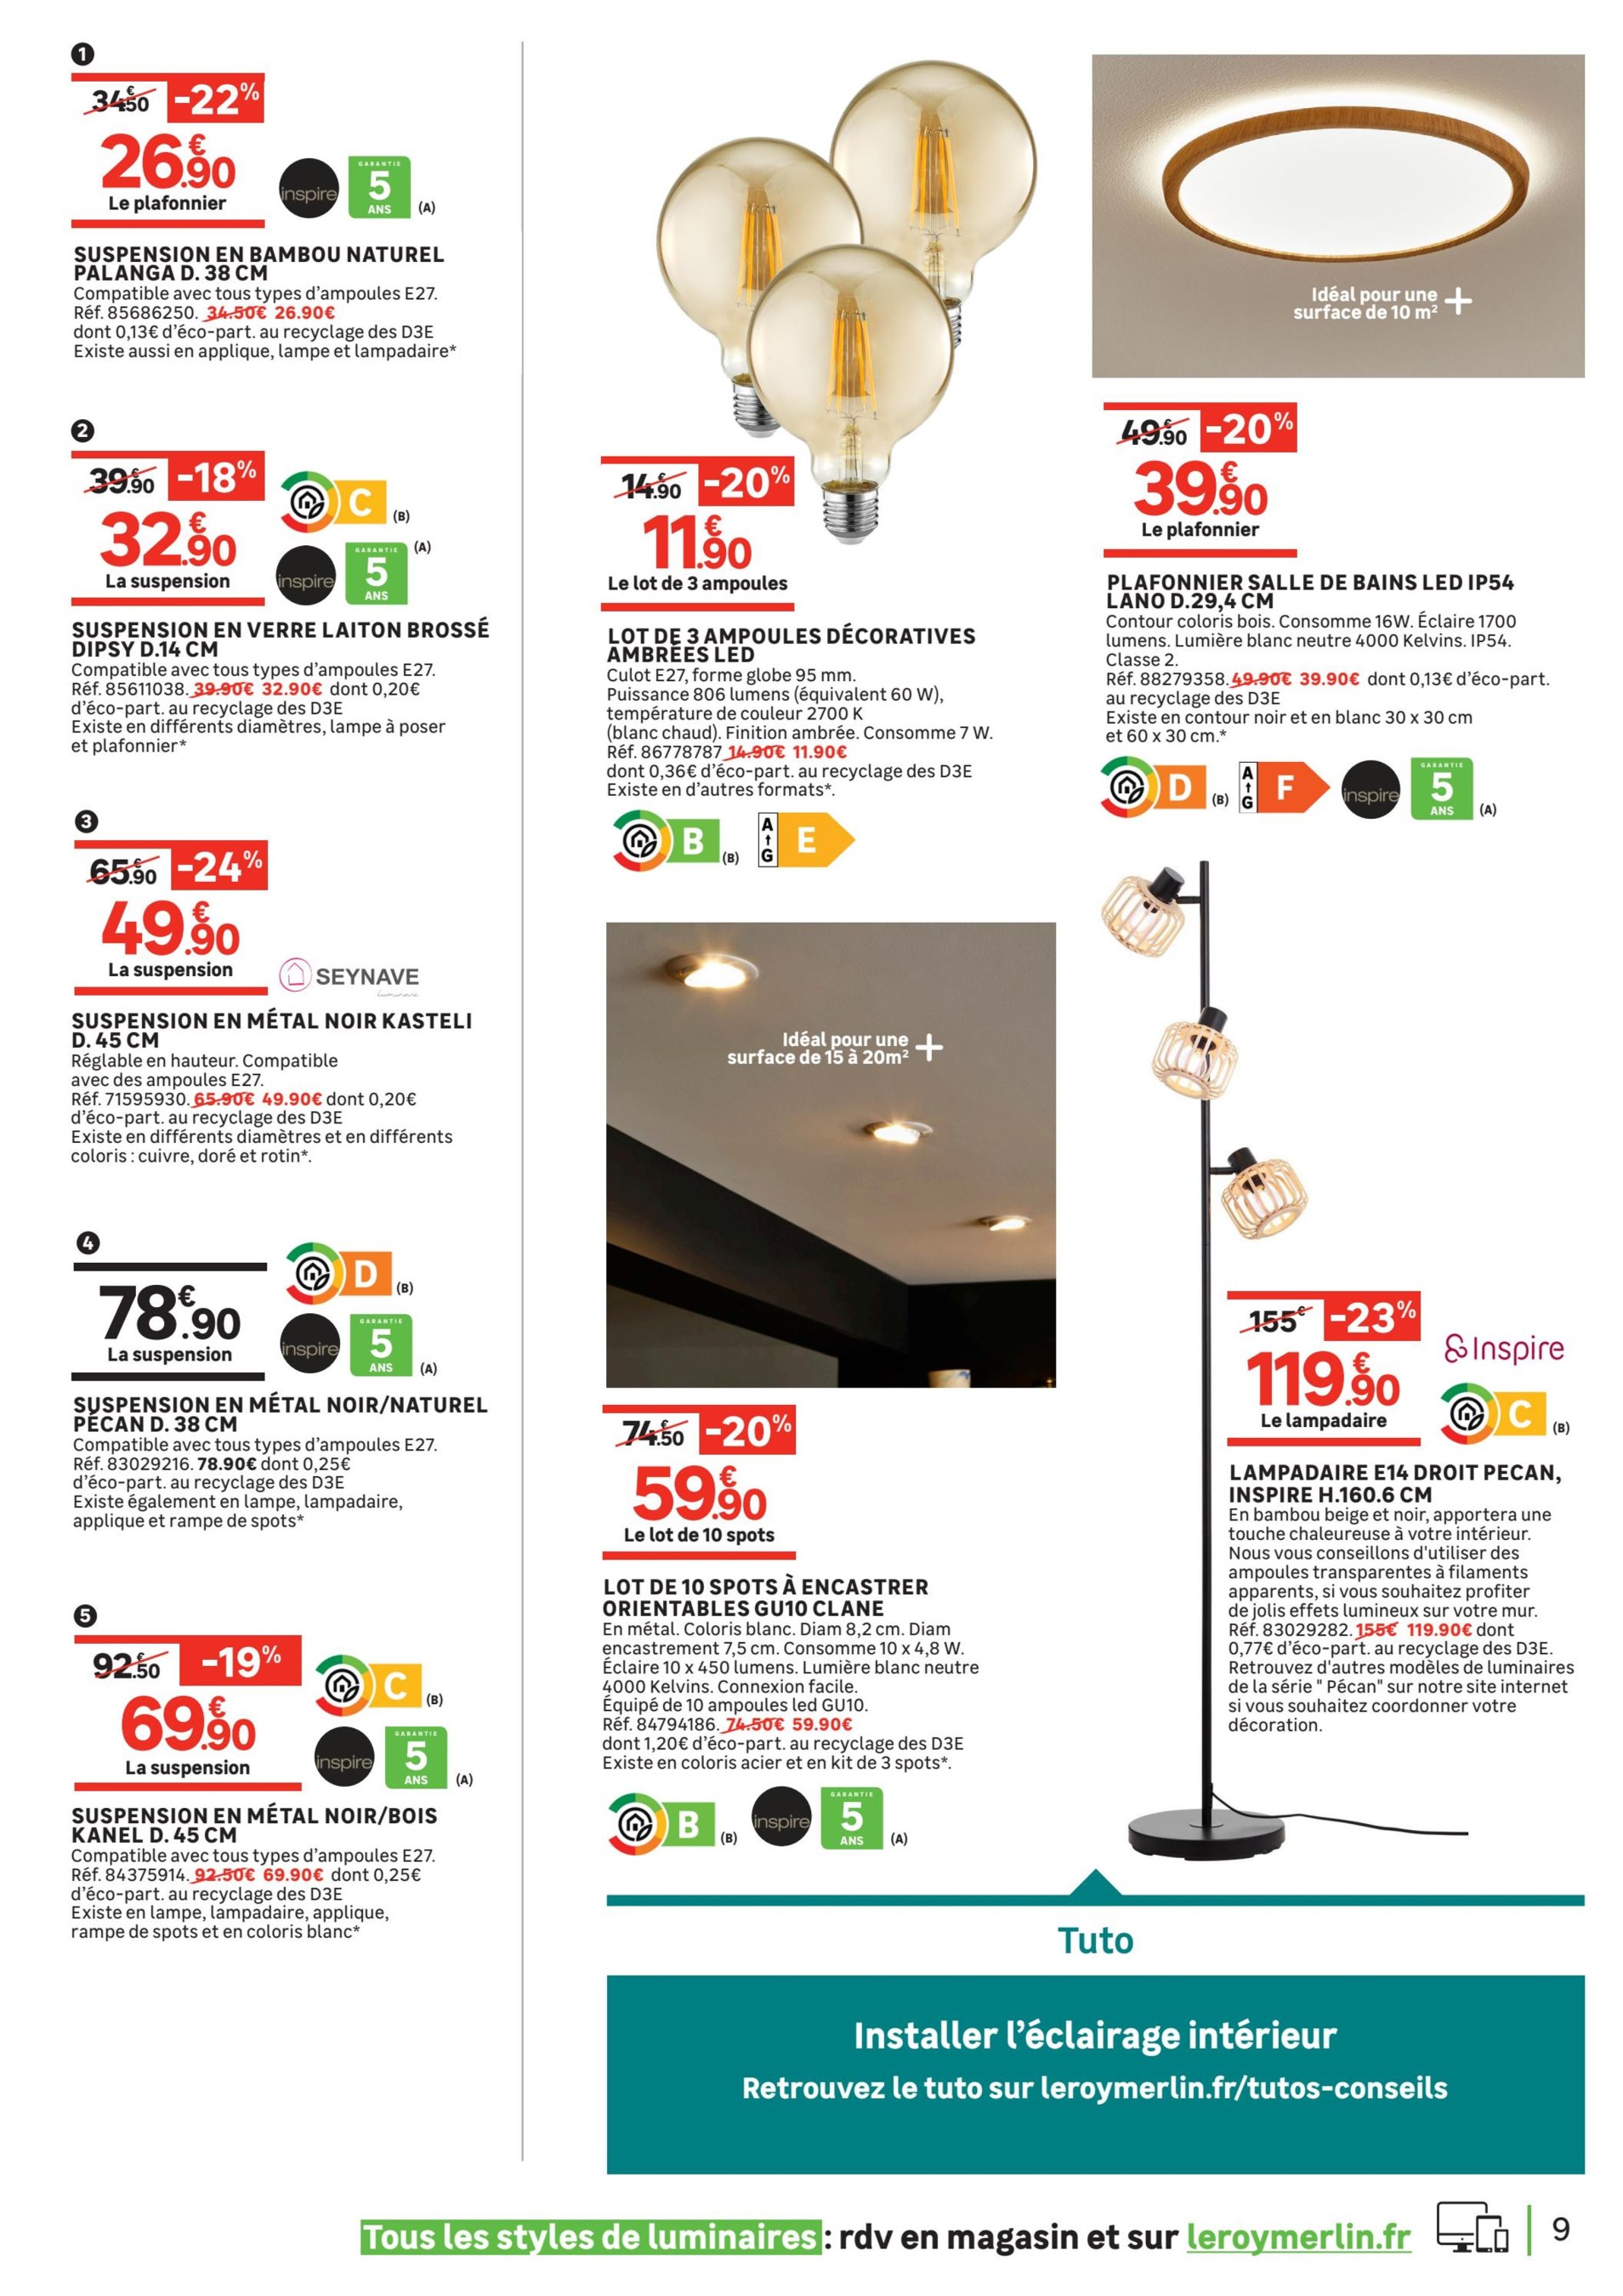 1
34€50 -22%
26€.90
Le plafonnier
inspire
GARANTIE
5
ANS
(A)
SUSPENSION EN BAMBOU NATUREL
PALANGA D. 38 CM
Compatible avec tous types d’ampoules E27.
Réf. 85686250. 34.50€ 26.90€
dont 0,13€ d’éco-part. au recyclage des D3E
Existe aussi en applique, lampe et lampadaire*
2
39€.90 -18%
32€.90
La suspension
C (B)
inspire
GARANTIE
5
ANS
(A)
SUSPENSION EN VERRE LAITON BROSSÉ
DIPSY D.14 CM
Compatible avec tous types d’ampoules E27.
Réf. 85611038. 39.90€ 32.90€ dont 0,20€
d’éco-part. au recyclage des D3E
Existe en différents diamètres, lampe à poser
et plafonnier*
3
65€.90 -24%
49€.90
La suspension
SEYNAVE
Luminaire
SUSPENSION EN MÉTAL NOIR KASTELI
D. 45 CM
Réglable en hauteur. Compatible
avec des ampoules E27.
Réf. 71595930. 65.90€ 49.90€ dont 0,20€
d’éco-part. au recyclage des D3E
Existe en différents diamètres et en différents
coloris : cuivre, doré et rotin*.
4
78€.90
La suspension
D (B)
inspire
GARANTIE
5
ANS
(A)
SUSPENSION EN MÉTAL NOIR/NATUREL
PÉCAN D. 38 CM
Compatible avec tous types d’ampoules E27.
Réf. 83029216. 78.90€ dont 0,25€
d’éco-part. au recyclage des D3E
Existe également en lampe, lampadaire,
applique et rampe de spots*
5
92€.50 -19%
69€.90
La suspension
C (B)
inspire
GARANTIE
5
ANS
(A)
SUSPENSION EN MÉTAL NOIR/BOIS
KANEL D. 45 CM
Compatible avec tous types d’ampoules E27.
Réf. 84375914. 92.50€ 69.90€ dont 0,25€
d’éco-part. au recyclage des D3E
Existe en lampe, lampadaire, applique,
rampe de spots et en coloris blanc*
14€.90 -20%
11€.90
Le lot de 3 ampoules
LOT DE 3 AMPOULES DÉCORATIVES
AMBRÉES LED
Culot E27, forme globe 95 mm.
Puissance 806 lumens (équivalent 60 W),
température de couleur 2700 K
(blanc chaud). Finition ambrée. Consomme 7 W.
Réf. 86778787 14.90€ 11.90€
dont 0,36€ d’éco-part. au recyclage des D3E
Existe en d’autres formats*.
B (B)
A
G
E
Idéal pour une
surface de 15 à 20m² +
74€.50 -20%
59€.90
Le lot de 10 spots
LOT DE 10 SPOTS À ENCASTRER
ORIENTABLES GU10 CLANE
En métal. Coloris blanc. Diam 8,2 cm. Diam
encastrement 7,5 cm. Consomme 10 x 4,8 W.
Éclaire 10 x 450 lumens. Lumière blanc neutre
4000 Kelvins. Connexion facile.
Équipé de 10 ampoules led GU10.
Réf. 84794186. 74.50€ 59.90€
dont 1,20€ d’éco-part. au recyclage des D3E
Existe en coloris acier et en kit de 3 spots*.
B (B)
inspire
GARANTIE
5
ANS
(A)
Idéal pour une
surface de 10 m² +
49€.90 -20%
39€.90
Le plafonnier
PLAFONNIER SALLE DE BAINS LED IP54
LANO D.29,4 CM
Contour coloris bois. Consomme 16W. Éclaire 1700
lumens. Lumière blanc neutre 4000 Kelvins. IP54.
Classe 2.
Réf. 88279358. 49.90€ 39.90€ dont 0,13€ d’éco-part.
au recyclage des D3E
Existe en contour noir et en blanc 30 x 30 cm
et 60 x 30 cm.*
D (B)
A
G
F
inspire
GARANTIE
5
ANS
(A)
155€ -23%
119€.90
Le lampadaire
Inspire
C (B)
LAMPADAIRE E14 DROIT PECAN,
INSPIRE H.160.6 CM
En bambou beige et noir, apportera une
touche chaleureuse à votre intérieur.
Nous vous conseillons d'utiliser des
ampoules transparentes à filaments
apparents, si vous souhaitez profiter
de jolis effets lumineux sur votre mur.
Réf. 83029282. 155€ 119.90€ dont
0,77€ d’éco-part. au recyclage des D3E.
Retrouvez d'autres modèles de luminaires
de la série " Pécan" sur notre site internet
si vous souhaitez coordonner votre
décoration.
Tuto
Installer l’éclairage intérieur
Retrouvez le tuto sur leroymerlin.fr/tutos-conseils
Tous les styles de luminaires : rdv en magasin et sur leroymerlin.fr
9